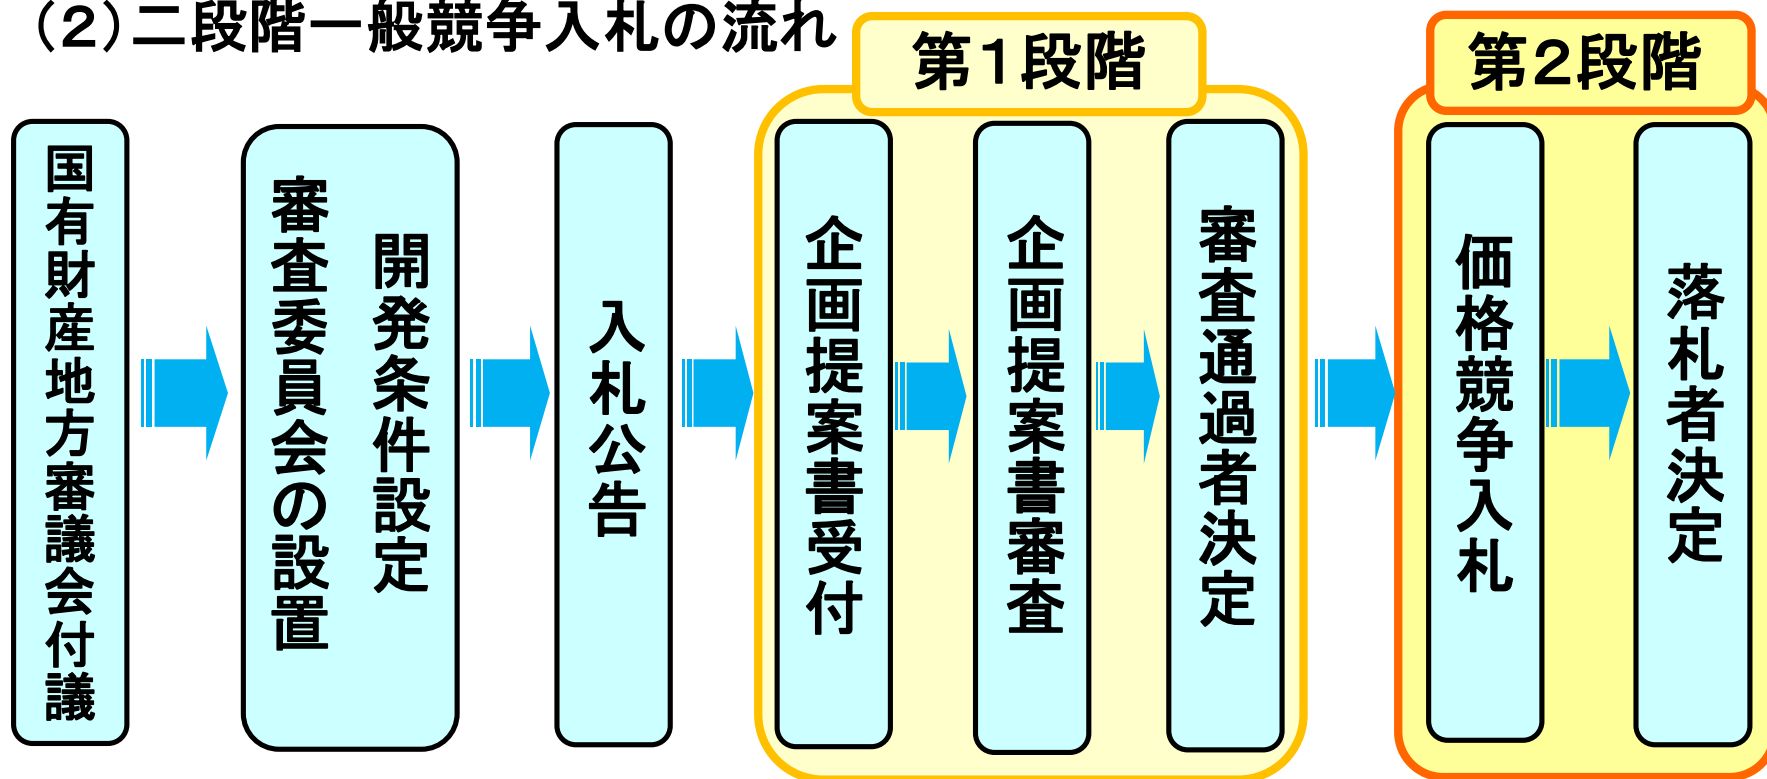 （２）二段階一般競争入札の流れ
第１段階
第２段階
国有財産地方審議会付議
開発条件設定
審査委員会の設置
入札公告
企画提案書受付
企画提案書審査
審査通過者決定
価格競争入札
落札者決定